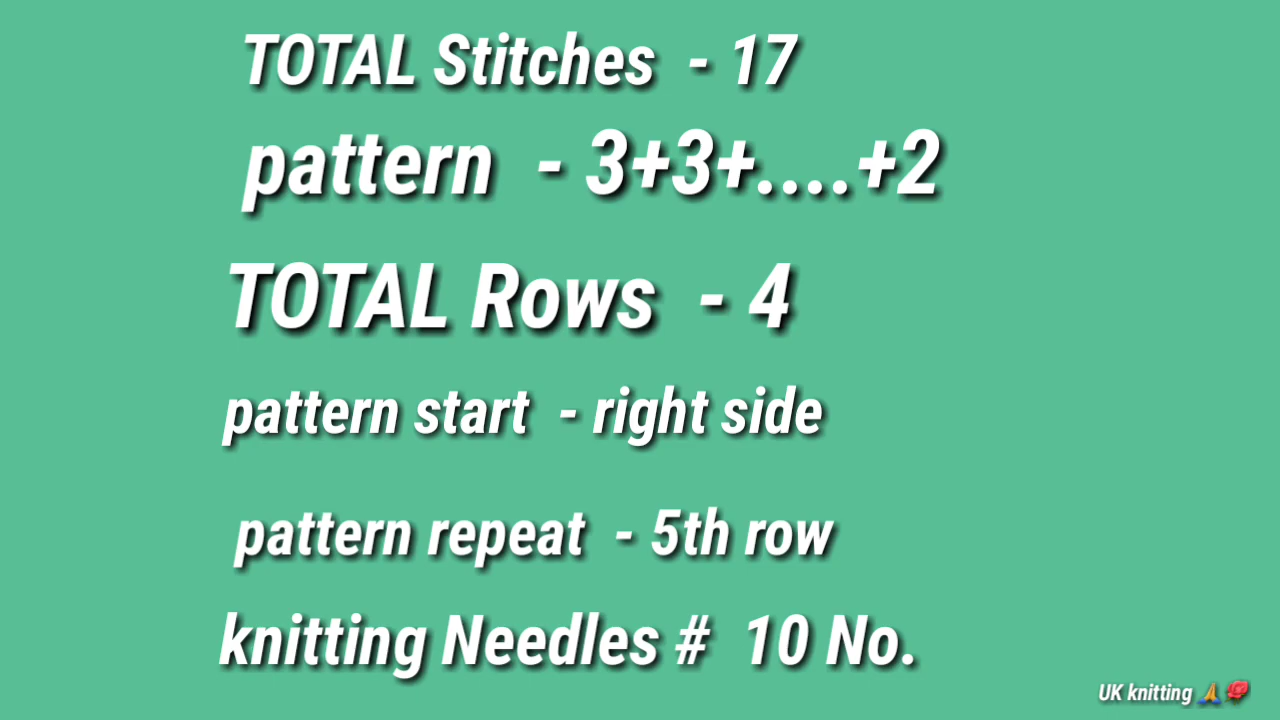 TOTAL Stitches - 17
pattern - 3+3+....+2
TOTAL Rows - 4
pattern start - right side
pattern repeat - 5th row
knitting Needles # 10 No.
UK knitting 🙏🌹